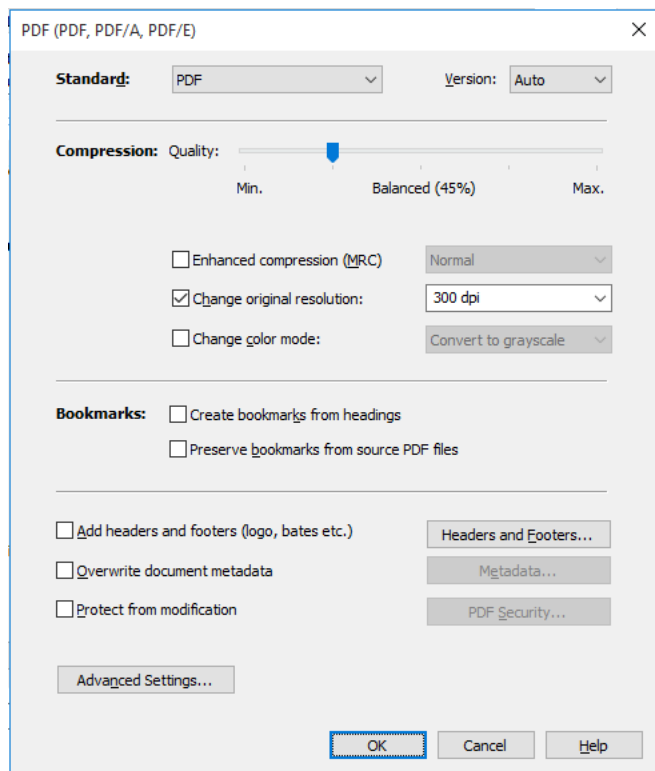 PDF (PDF, PDF/A, PDF/E)
Standard: PDF Version: Auto
Compression: Quality:
Min. Balanced (45%) Max.
Enhanced compression (MRC) Normal
Change original resolution: 300 dpi
Change color mode: Convert to grayscale
Bookmarks: Create bookmarks from headings
Preserve bookmarks from source PDF files
Add headers and footers (logo, bates etc.) Headers and Footers...
Overwrite document metadata Metadata...
Protect from modification PDF Security...
Advanced Settings...
OK Cancel Help